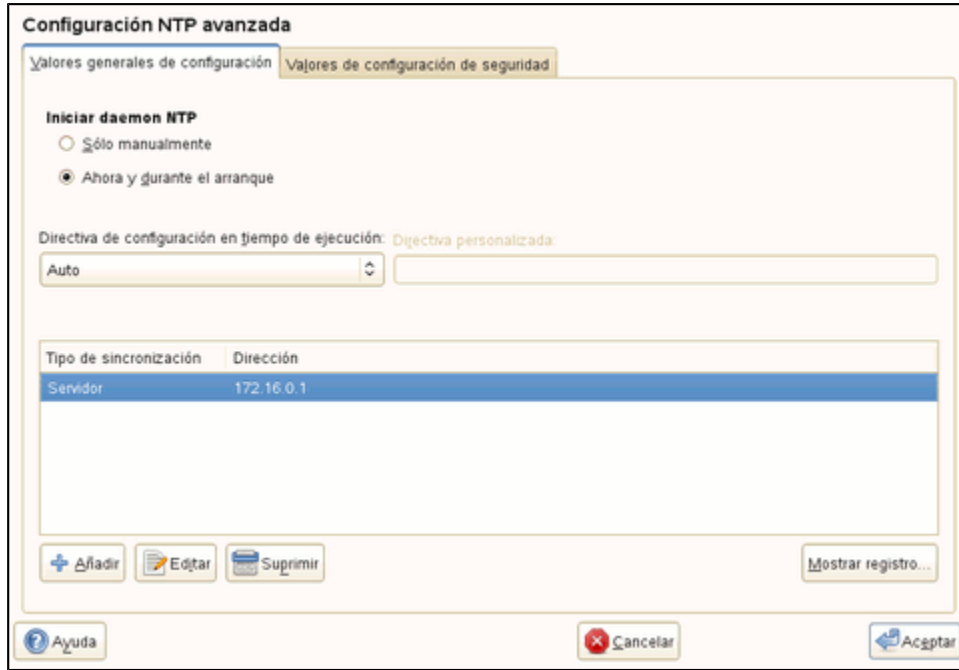 Configuración NTP avanzada
Valores generales de configuración
Valores de configuración de seguridad
Iniciar daemon NTP
Sólo manualmente
Ahora y durante el arranque
Directiva de configuración en tiempo de ejecución: Directiva personalizada:
Auto
Tipo de sincronización Dirección
Servidor 172.16.0.1
Añadir Editar Suprimir Mostrar registro...
Ayuda Cancelar Aceptar